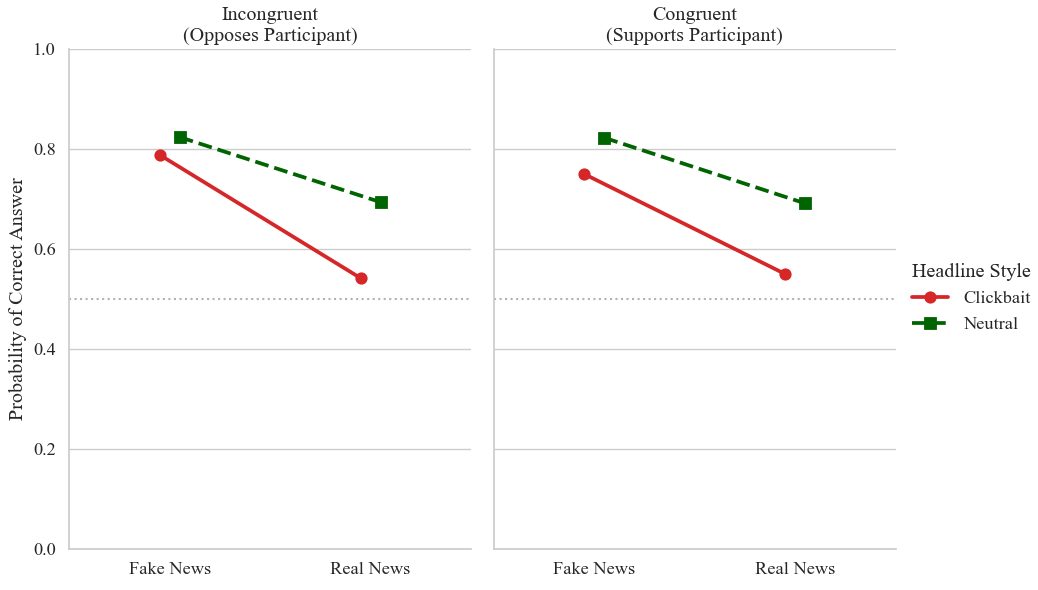 Incongruent
(Opposes Participant)
Congruent
(Supports Participant)
Probability of Correct Answer
1.0
0.8
0.6
0.4
0.2
0.0
Fake News
Real News
Fake News
Real News
Headline Style
Clickbait
Neutral